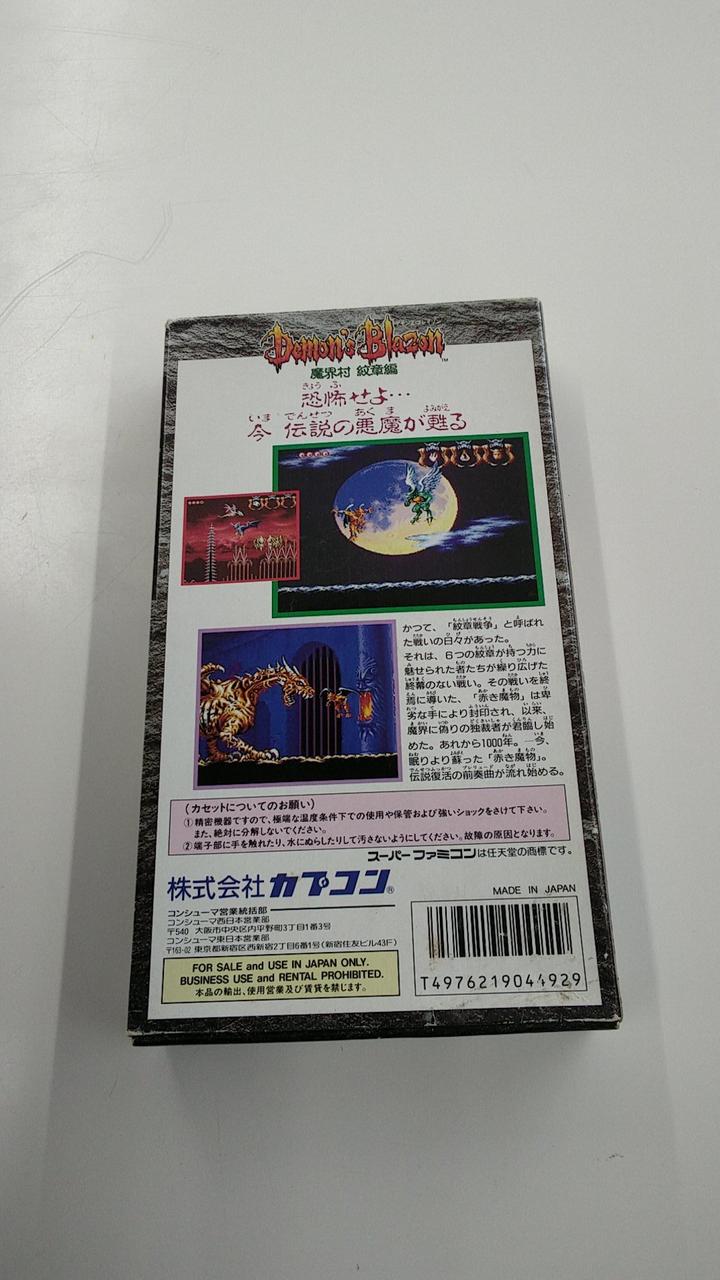 Demon's Blazon™
魔界村 紋章編
恐怖せよ…
今 伝説の悪魔が甦る
かつて、「紋章戦争」と呼ばれ
た戦いの日々があった。
それは、6つの紋章が持つ力に
魅せられた者たちが繰り広げた
終幕のない戦い。その戦いを終
焉に導いた、「赤き魔物」は卑
劣な手により封印され、以来、
魔界に偽りの独裁者が君臨し始
めた。あれから1000年。一今、
眠りより蘇った「赤き魔物」。
伝説復活の前奏曲が流れ始める。
(カセットについてのお願い)
①精密機器ですので、極端な温度条件下での使用や保管および強いショックをさけて下さい。
また、絶対に分解しないでください。
②端子部に手を触れたり、水にぬらしたりして汚さないようにしてください。故障の原因となります。
スーパーファミコンは任天堂の商標です。
株式会社カプコン®
MADE IN JAPAN
コンシューマ営業統括部
コンシューマ西日本営業部
〒540 大阪市中央区内平野町3丁目1番3号
コンシューマ東日本営業部
〒163-02 東京都新宿区西新宿2丁目6番1号(新宿住友ビル43F)
FOR SALE and USE IN JAPAN ONLY.
BUSINESS USE and RENTAL PROHIBITED.
本品の輸出、使用営業及び賃貸を禁じます。
T4976219044929